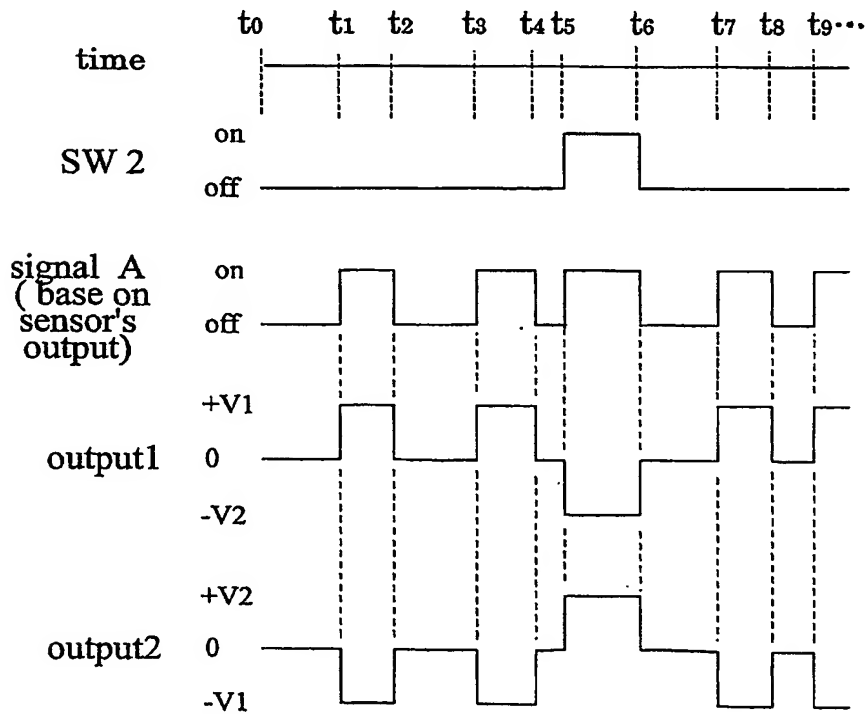 t0 t1 t2 t3 t4 t5 t6 t7 t8 t9···
time
on
SW 2
off
signal A
on
( base on
sensor's
off
output)
+V1
output1
0
-V2
+V2
output2
0
-V1